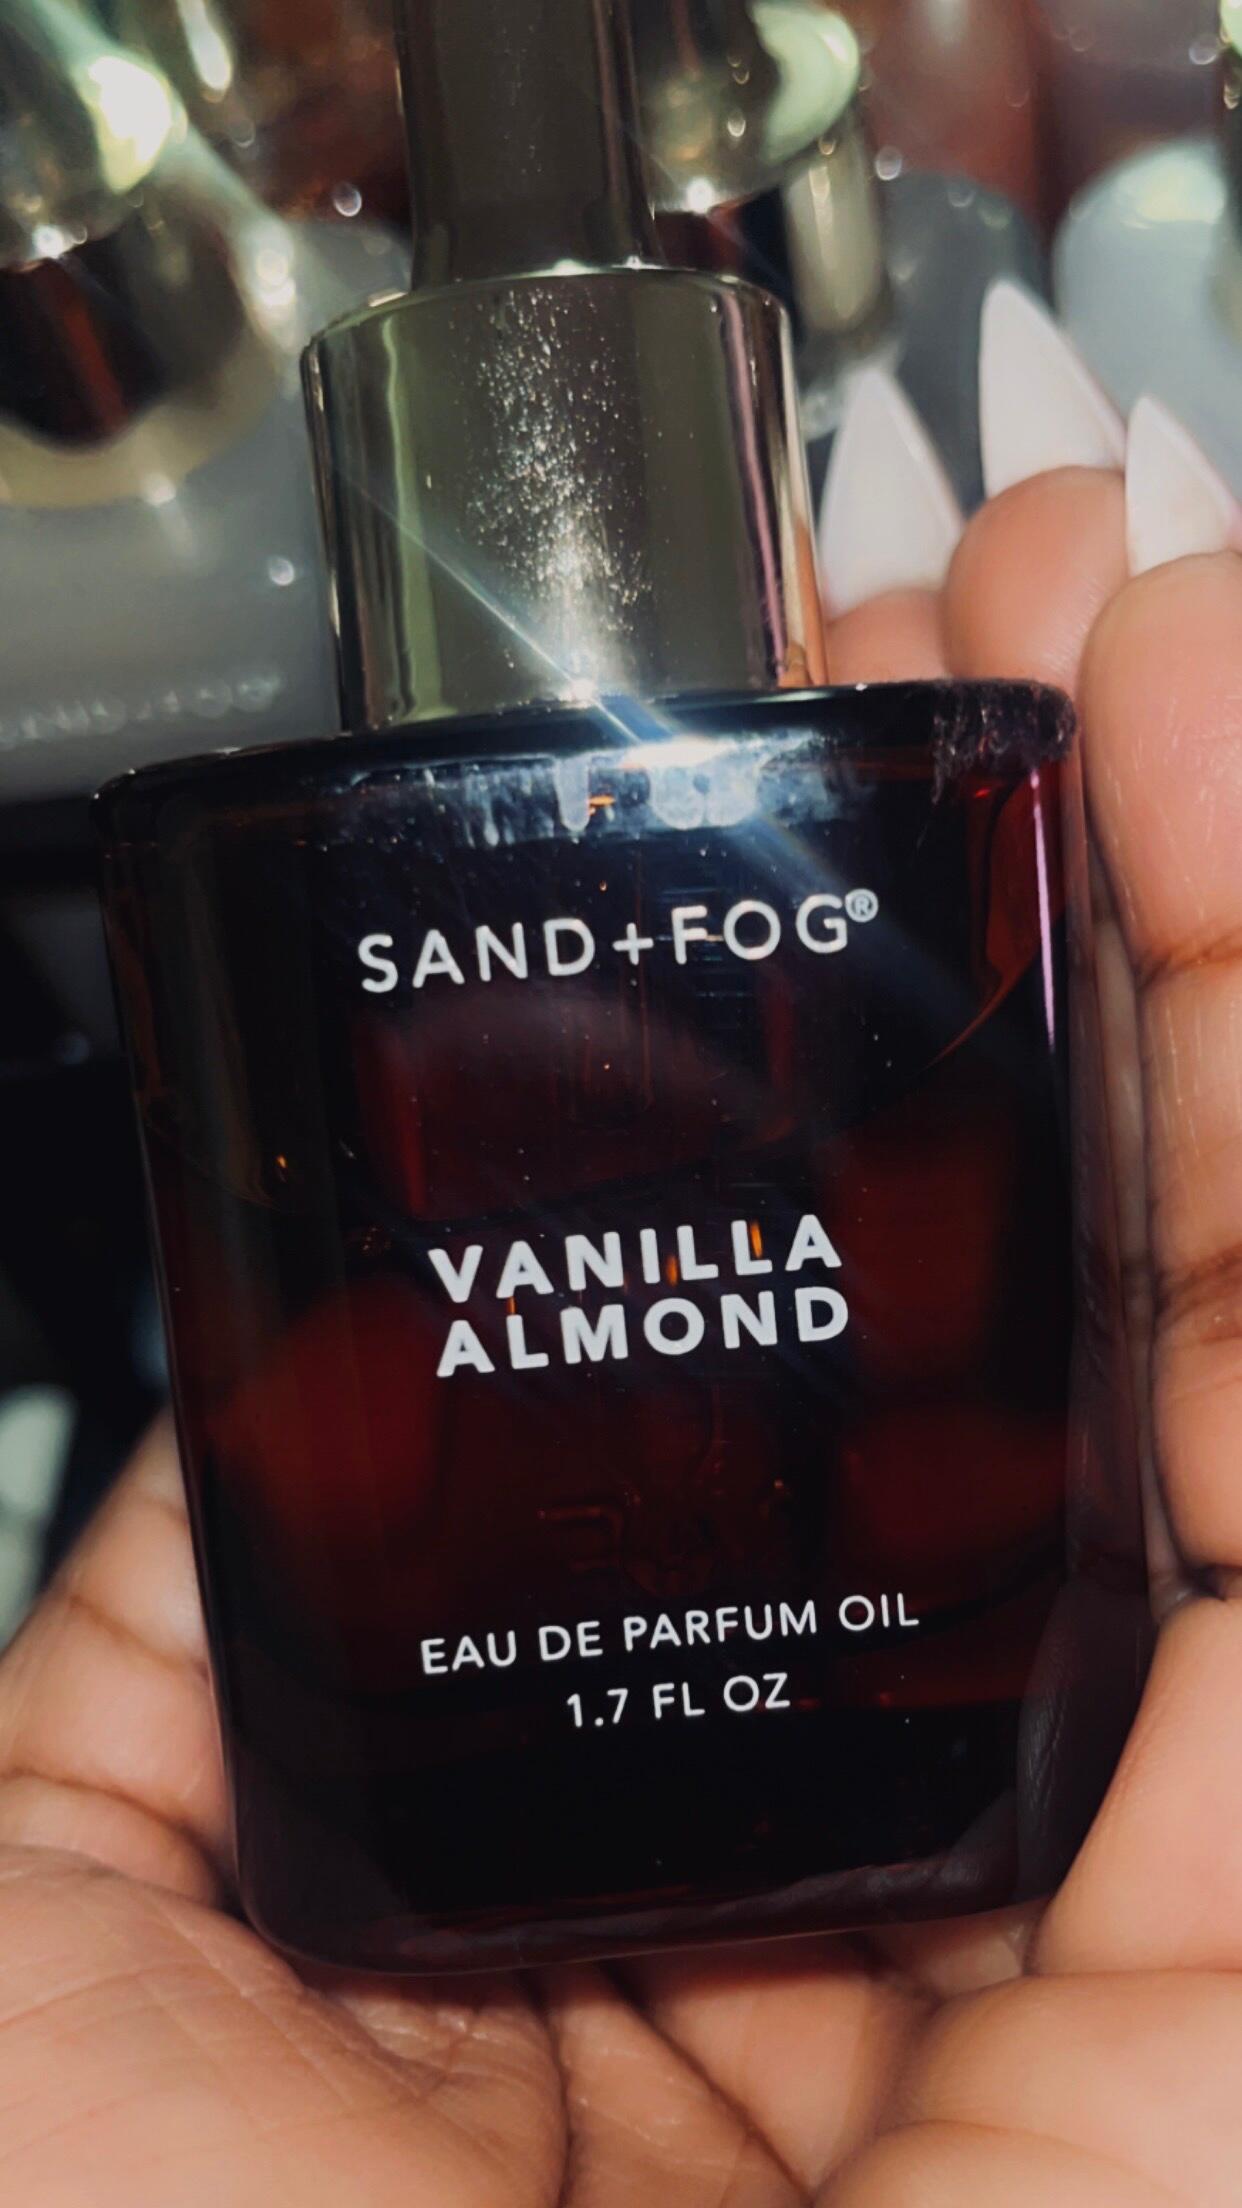 SAND+FOG®
VANILLA
ALMOND
EAU DE PARFUM OIL
1.7 FL OZ